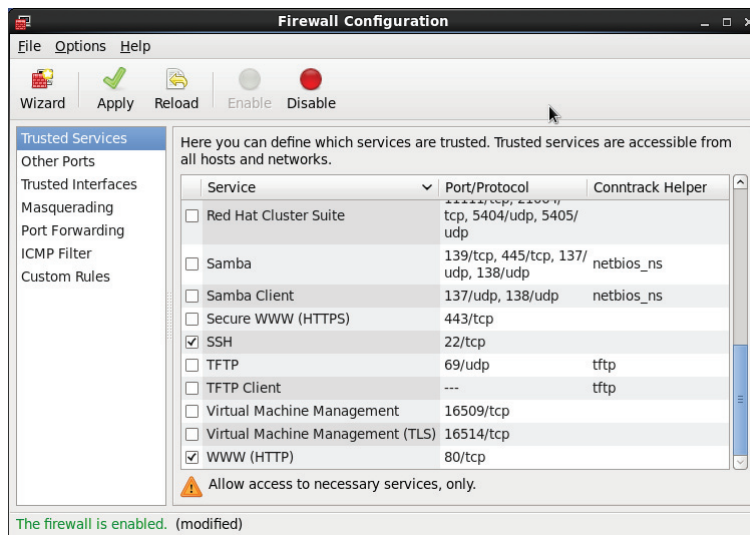 Firewall Configuration
File Options Help
Wizard Apply Reload Enable Disable
Trusted Services
Other Ports
Trusted Interfaces
Masquerading
Port Forwarding
ICMP Filter
Custom Rules
Here you can define which services are trusted. Trusted services are accessible from
all hosts and networks.
Service Port/Protocol Conntrack Helper
Red Hat Cluster Suite
tcp, 5404/udp, 5405/
udp
Samba 139/tcp, 445/tcp, 137/
udp, 138/udp netbios_ns
Samba Client 137/udp, 138/udp netbios_ns
Secure WWW (HTTPS) 443/tcp
SSH 22/tcp
TFTP 69/udp tftp
TFTP Client --- tftp
Virtual Machine Management 16509/tcp
Virtual Machine Management (TLS) 16514/tcp
WWW (HTTP) 80/tcp
Allow access to necessary services, only.
The firewall is enabled. (modified)